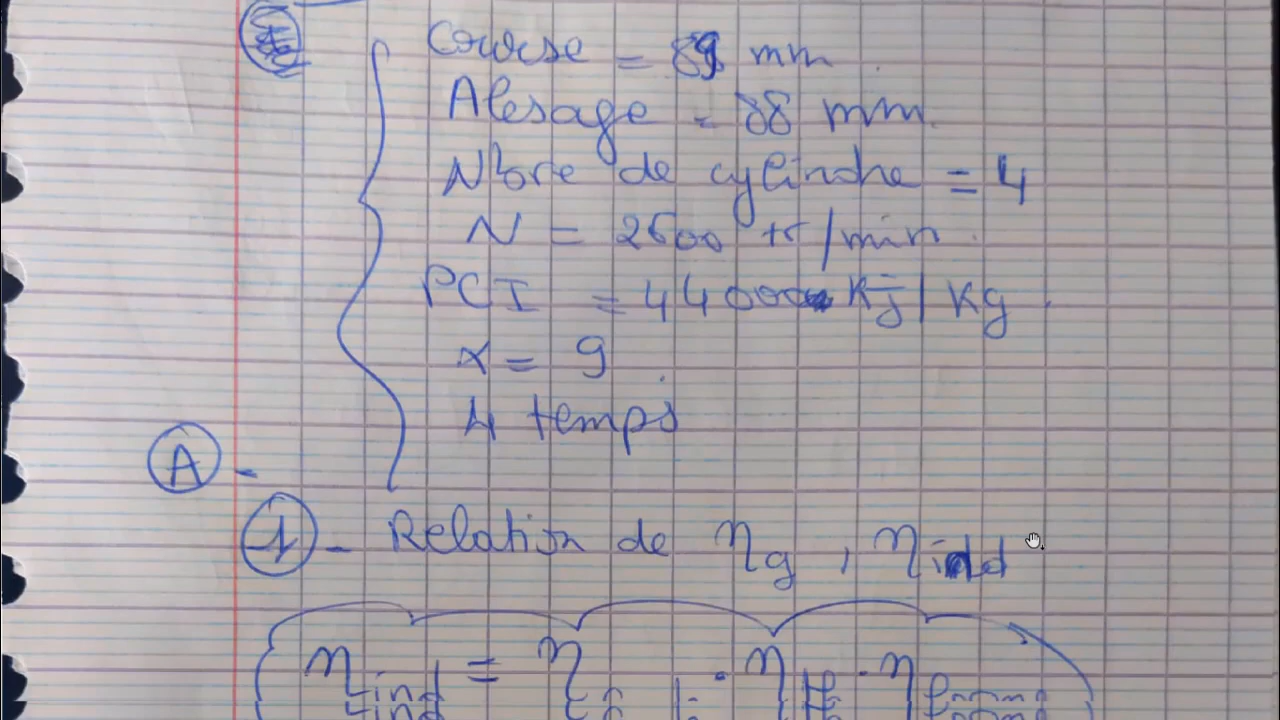 Course = 89 mm
Alesage = 88 mm
Nbre de cylindre = 4
N = 2600 tr/min
PCI = 44000 KJ/Kg
α = 9
4 temps
A -
1 - Relation de ηg, ηind
ηind = η . η . η